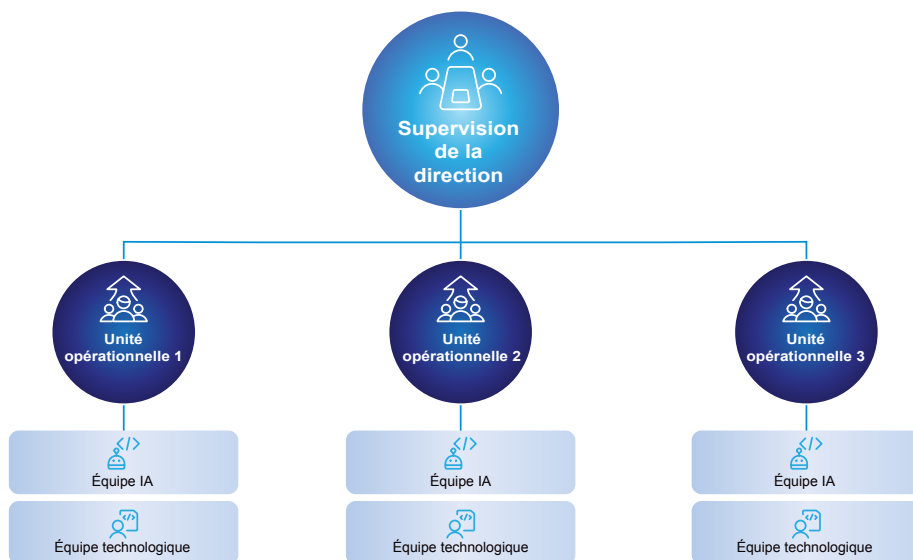 Supervision
de la
direction
Unité
opérationnelle 1
Unité
opérationnelle 2
Unité
opérationnelle 3
</>
Équipe IA
</>
Équipe IA
</>
Équipe IA
</>
Équipe technologique
</>
Équipe technologique
</>
Équipe technologique